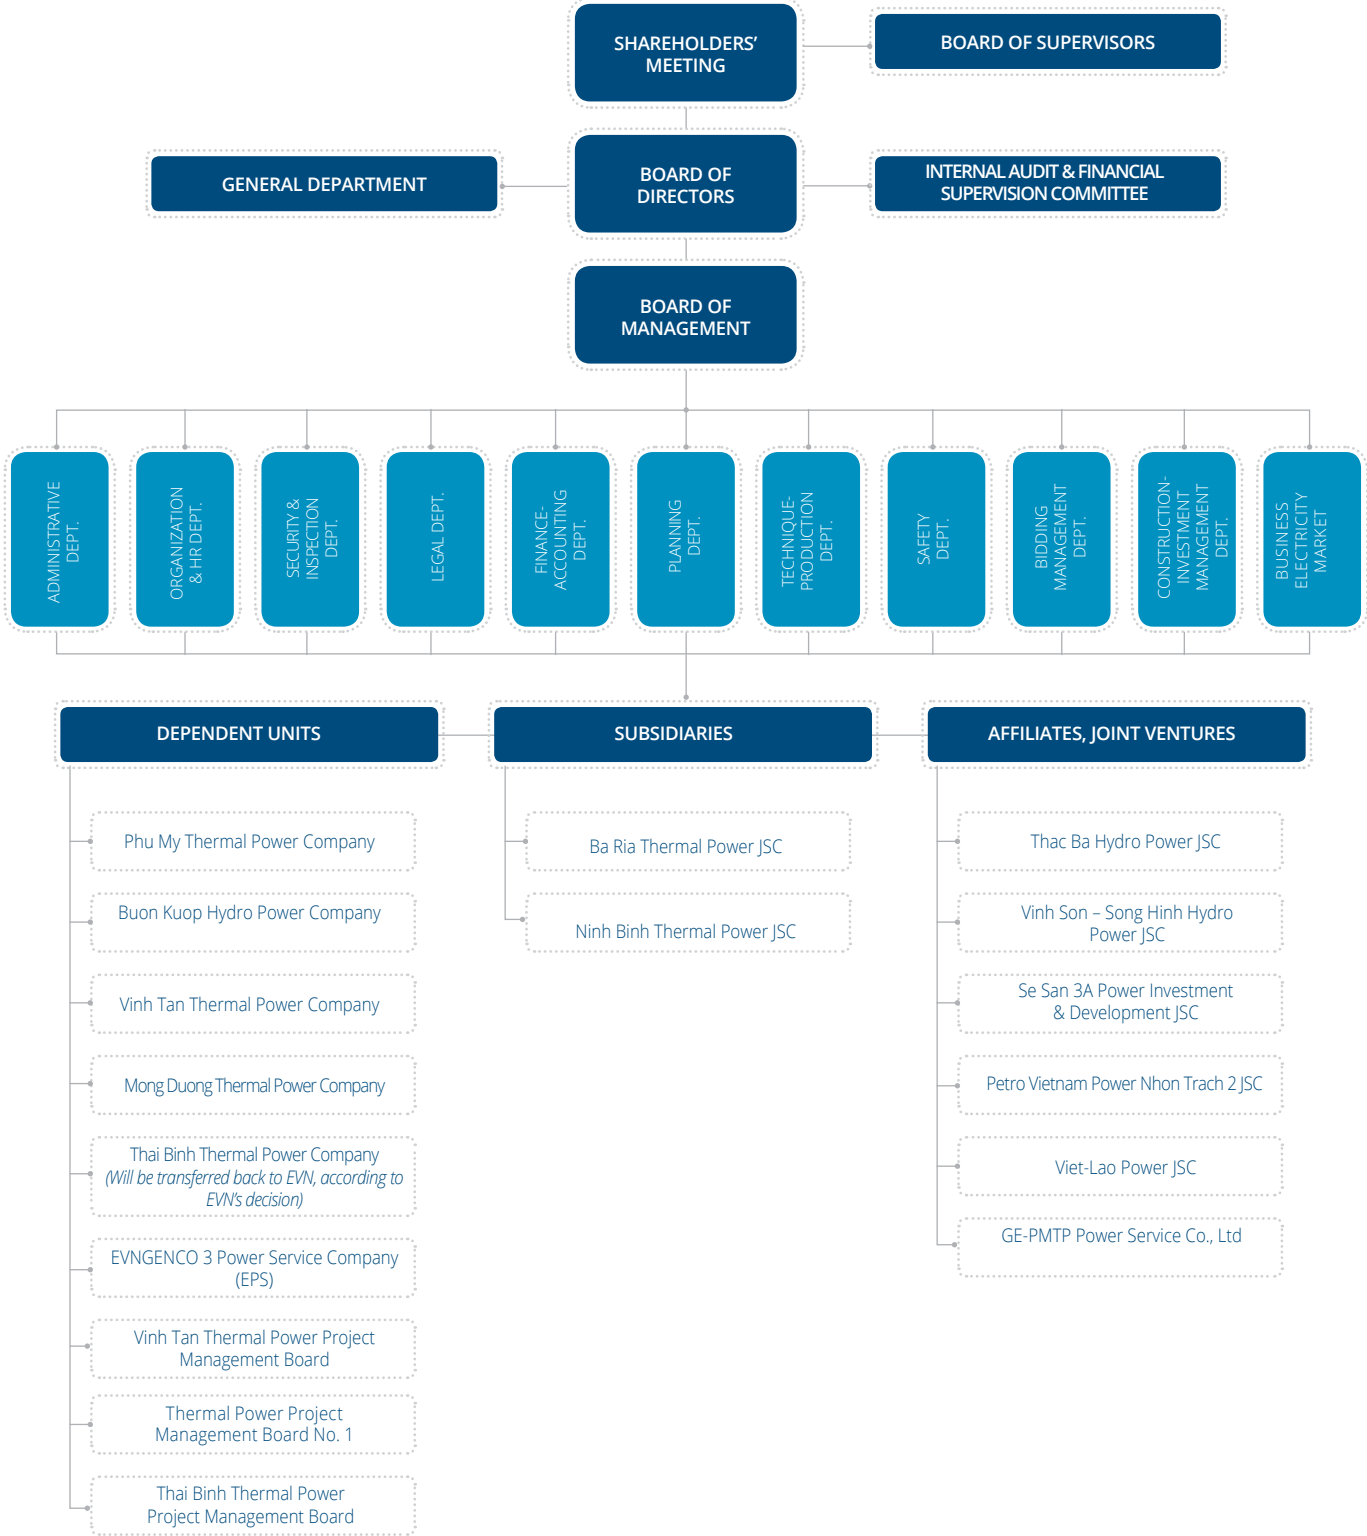 SHAREHOLDERS’
MEETING
BOARD OF SUPERVISORS
GENERAL DEPARTMENT
BOARD OF
DIRECTORS
INTERNAL AUDIT & FINANCIAL
SUPERVISION COMMITTEE
BOARD OF
MANAGEMENT
ADMINISTRATIVE
DEPT.
ORGANIZATION
& HR DEPT.
SECURITY &
INSPECTION
DEPT.
LEGAL DEPT.
FINANCE-
ACCOUNTING
DEPT.
PLANNING
DEPT.
TECHNIQUE-
PRODUCTION
DEPT.
SAFETY
DEPT.
BIDDING
MANAGEMENT
DEPT.
CONSTRUCTION-
INVESTMENT
MANAGEMENT
DEPT.
BUSINESS
ELECTRICITY
MARKET
DEPENDENT UNITS
Phu My Thermal Power Company
Buon Kuop Hydro Power Company
Vinh Tan Thermal Power Company
Mong Duong Thermal Power Company
Thai Binh Thermal Power Company
(Will be transferred back to EVN, according to
EVN’s decision)
EVNGENCO 3 Power Service Company
(EPS)
Vinh Tan Thermal Power Project
Management Board
Thermal Power Project
Management Board No. 1
Thai Binh Thermal Power
Project Management Board
SUBSIDIARIES
Ba Ria Thermal Power JSC
Ninh Binh Thermal Power JSC
AFFILIATES, JOINT VENTURES
Thac Ba Hydro Power JSC
Vinh Son – Song Hinh Hydro
Power JSC
Se San 3A Power Investment
& Development JSC
Petro Vietnam Power Nhon Trach 2 JSC
Viet-Lao Power JSC
GE-PMTP Power Service Co., Ltd